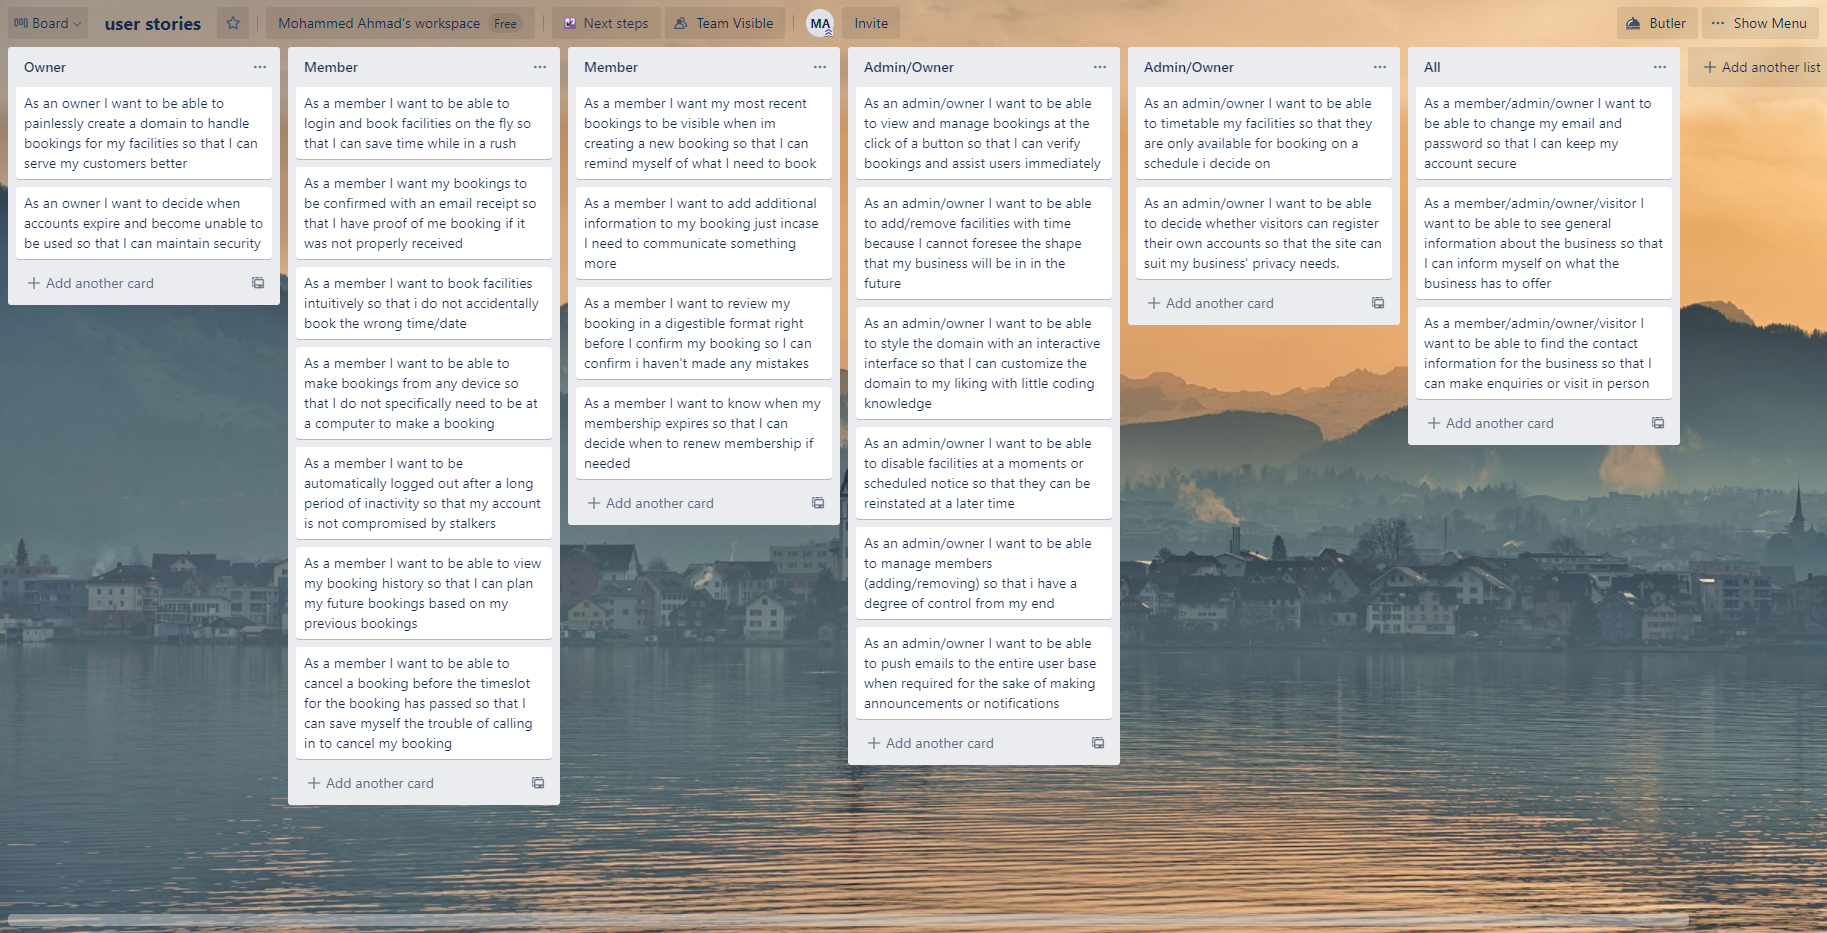 Board
user stories
Mohammed Ahmad's workspace
Free
Next steps
Team Visible
MA
Invite
Butler
Show Menu
Owner
As an owner I want to be able to
painlessly create a domain to handle
bookings for my facilities so that I can
serve my customers better
As an owner I want to decide when
accounts expire and become unable to
be used so that I can maintain security
Add another card
Member
As a member I want to be able to
login and book facilities on the fly so
that I can save time while in a rush
As a member I want my bookings to
be confirmed with an email receipt so
that I have proof of me booking if it
was not properly received
As a member I want to book facilities
intuitively so that i do not accidentally
book the wrong time/date
As a member I want to be able to
make bookings from any device so
that I do not specifically need to be at
a computer to make a booking
As a member I want to be
automatically logged out after a long
period of inactivity so that my account
is not compromised by stalkers
As a member I want to be able to view
my booking history so that I can plan
my future bookings based on my
previous bookings
As a member I want to be able to
cancel a booking before the timeslot
for the booking has passed so that I
can save myself the trouble of calling
in to cancel my booking
Add another card
Member
As a member I want my most recent
bookings to be visible when im
creating a new booking so that I can
remind myself of what I need to book
As a member I want to add additional
information to my booking just incase
I need to communicate something
more
As a member I want to review my
booking in a digestible format right
before I confirm my booking so I can
confirm i haven't made any mistakes
As a member I want to know when my
membership expires so that I can
decide when to renew membership if
needed
Add another card
Admin/Owner
As an admin/owner I want to be able
to view and manage bookings at the
click of a button so that I can verify
bookings and assist users immediately
As an admin/owner I want to be able
to add/remove facilities with time
because I cannot foresee the shape
that my business will be in in the
future
As an admin/owner I want to be able
to style the domain with an interactive
interface so that I can customize the
domain to my liking with little coding
knowledge
As an admin/owner I want to be able
to disable facilities at a moments or
scheduled notice so that they can be
reinstated at a later time
As an admin/owner I want to be able
to manage members
(adding/removing) so that i have a
degree of control from my end
As an admin/owner I want to be able
to push emails to the entire user base
when required for the sake of making
announcements or notifications
Add another card
Admin/Owner
As an admin/owner I want to be able
to timetable my facilities so that they
are only available for booking on a
schedule i decide on
As an admin/owner I want to be able
to decide whether visitors can register
their own accounts so that the site can
suit my business' privacy needs.
Add another card
All
As a member/admin/owner I want to
be able to change my email and
password so that I can keep my
account secure
As a member/admin/owner/visitor I
want to be able to see general
information about the business so that
I can inform myself on what the
business has to offer
As a member/admin/owner/visitor I
want to be able to find the contact
information for the business so that I
can make enquiries or visit in person
Add another card
Add another list